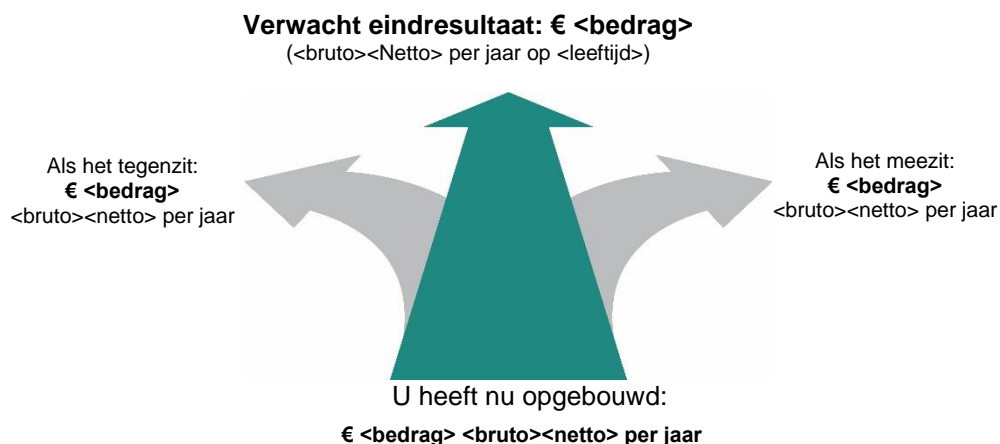 Verwacht eindresultaat: € <bedrag>
(<bruto><Netto> per jaar op <leeftijd>)
Als het tegenzit:
€ <bedrag>
<bruto><netto> per jaar
Als het meezit:
€ <bedrag>
<bruto><netto> per jaar
U heeft nu opgebouwd:
€ <bedrag> <bruto><netto> per jaar